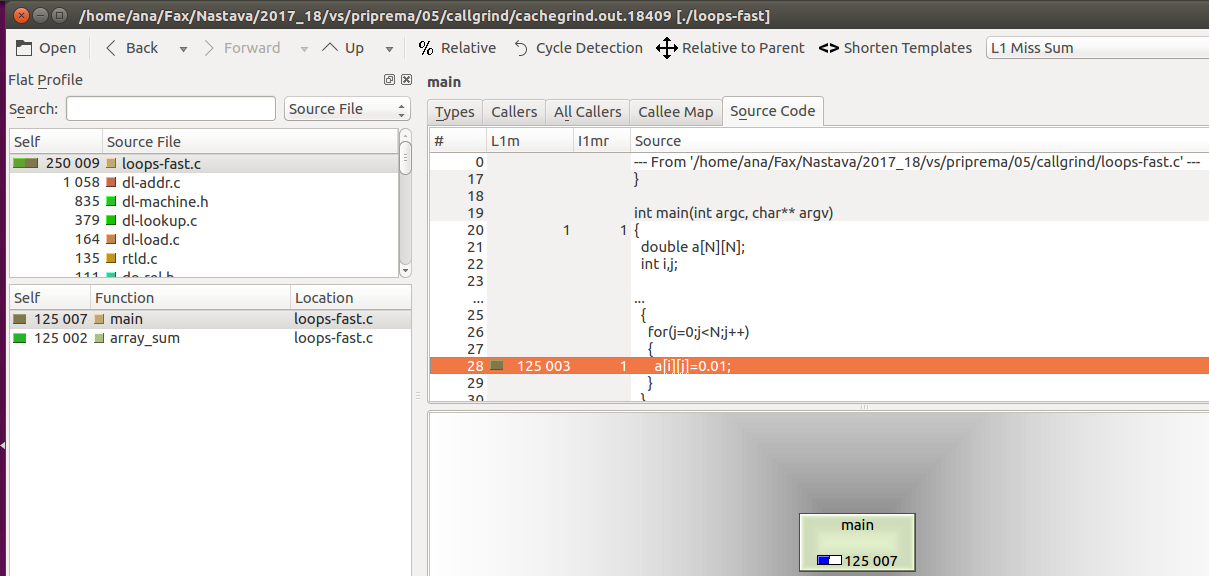 /home/ana/Fax/Nastava/2017_18/vs/priprema/05/callgrind/cachegrind.out.18409 [./loops-fast]
Open Back Forward Up % Relative Cycle Detection Relative to Parent <> Shorten Templates L1 Miss Sum
Flat Profile
Search: Source File
Self Source File
250 009 loops-fast.c
1 058 dl-addr.c
835 dl-machine.h
379 dl-lookup.c
164 dl-load.c
135 rtld.c
111 do-rel.h
Self Function Location
125 007 main loops-fast.c
125 002 array_sum loops-fast.c
main
Types Callers All Callers Callee Map Source Code
# L1m I1mr Source
0 --- From '/home/ana/Fax/Nastava/2017_18/vs/priprema/05/callgrind/loops-fast.c' ---
17 }
18
19 int main(int argc, char** argv)
20 1 1 {
21 double a[N][N];
22 int i,j;
23
... ...
25 {
26 for(j=0;j<N;j++)
27 {
28 125 003 1 a[i][j]=0.01;
29 }
30 }
main
125 007